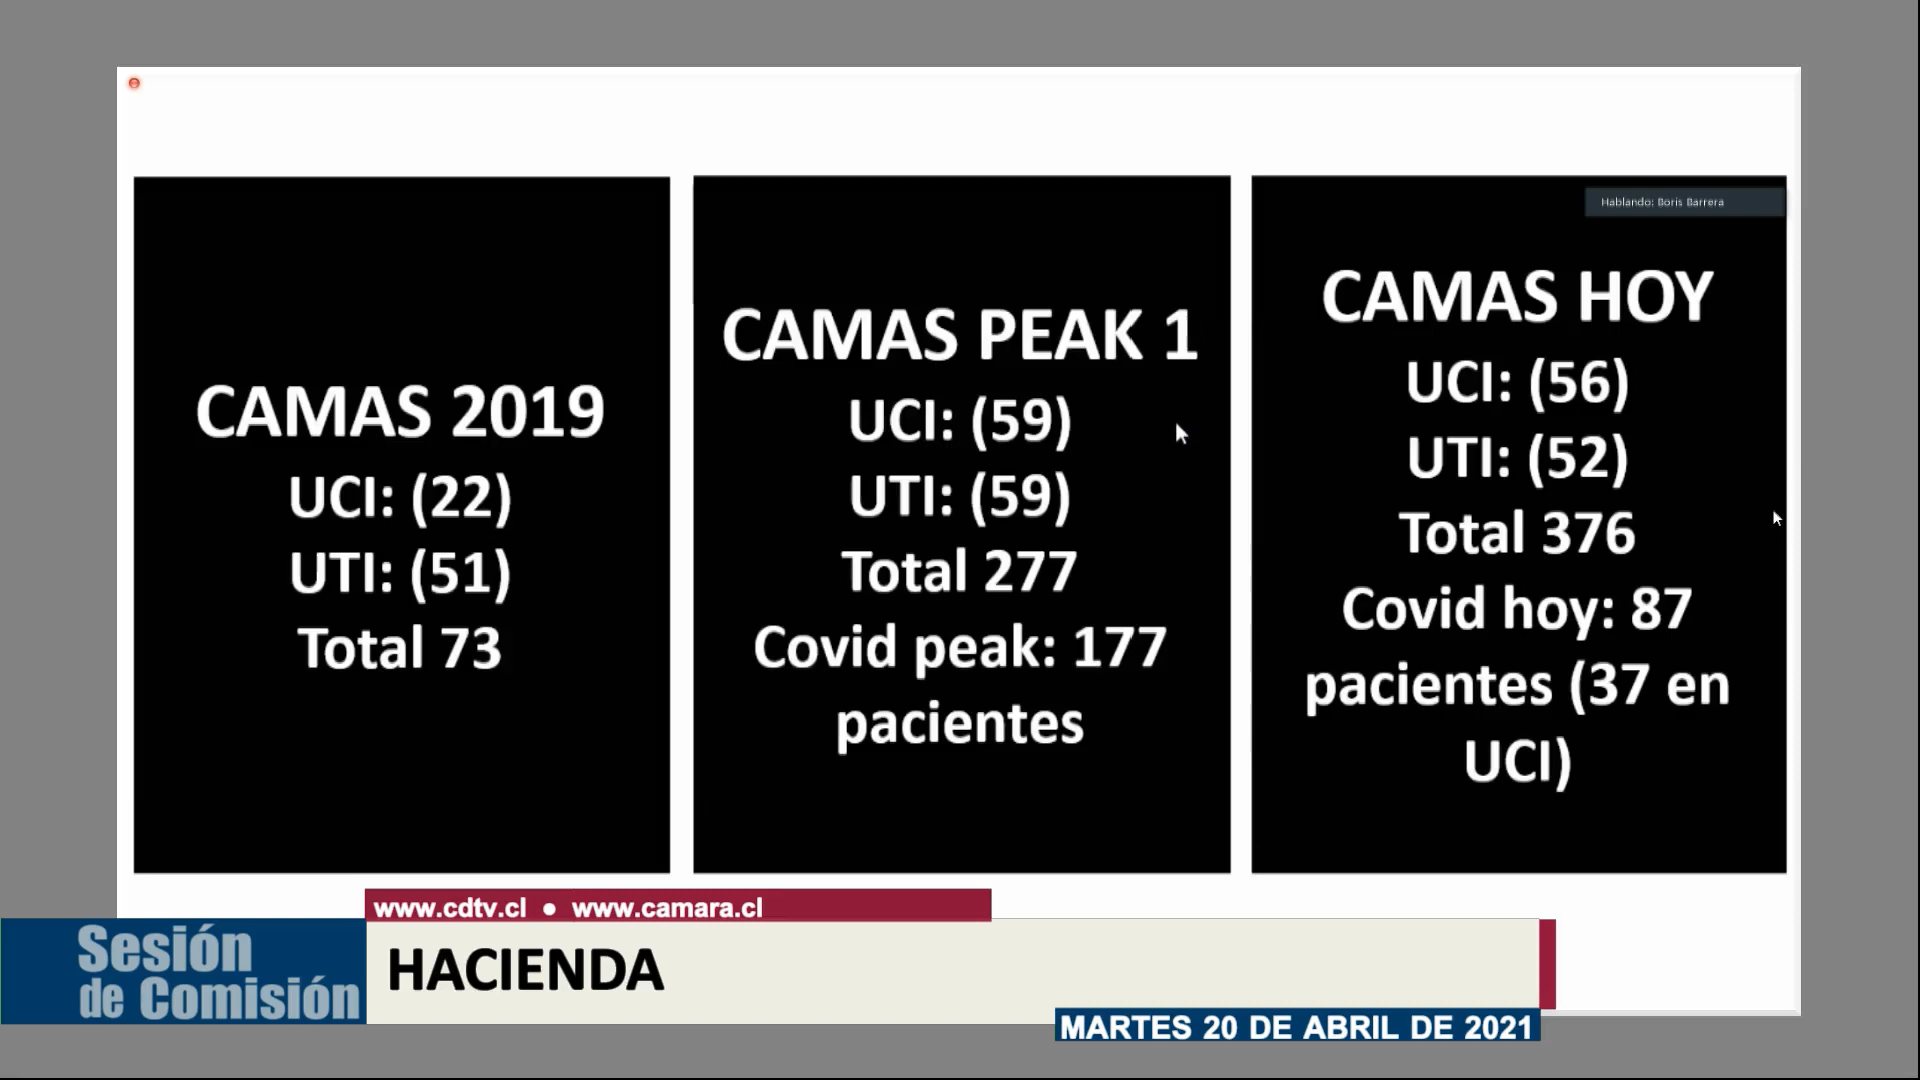 Hablando: Boris Barrera
CAMAS 2019
UCI: (22)
UTI: (51)
Total 73
CAMAS PEAK 1
UCI: (59)
UTI: (59)
Total 277
Covid peak: 177
pacientes
CAMAS HOY
UCI: (56)
UTI: (52)
Total 376
Covid hoy: 87
pacientes (37 en
UCI)
www.cdtv.cl ● www.camara.cl
Sesión
de Comisión
HACIENDA
MARTES 20 DE ABRIL DE 2021